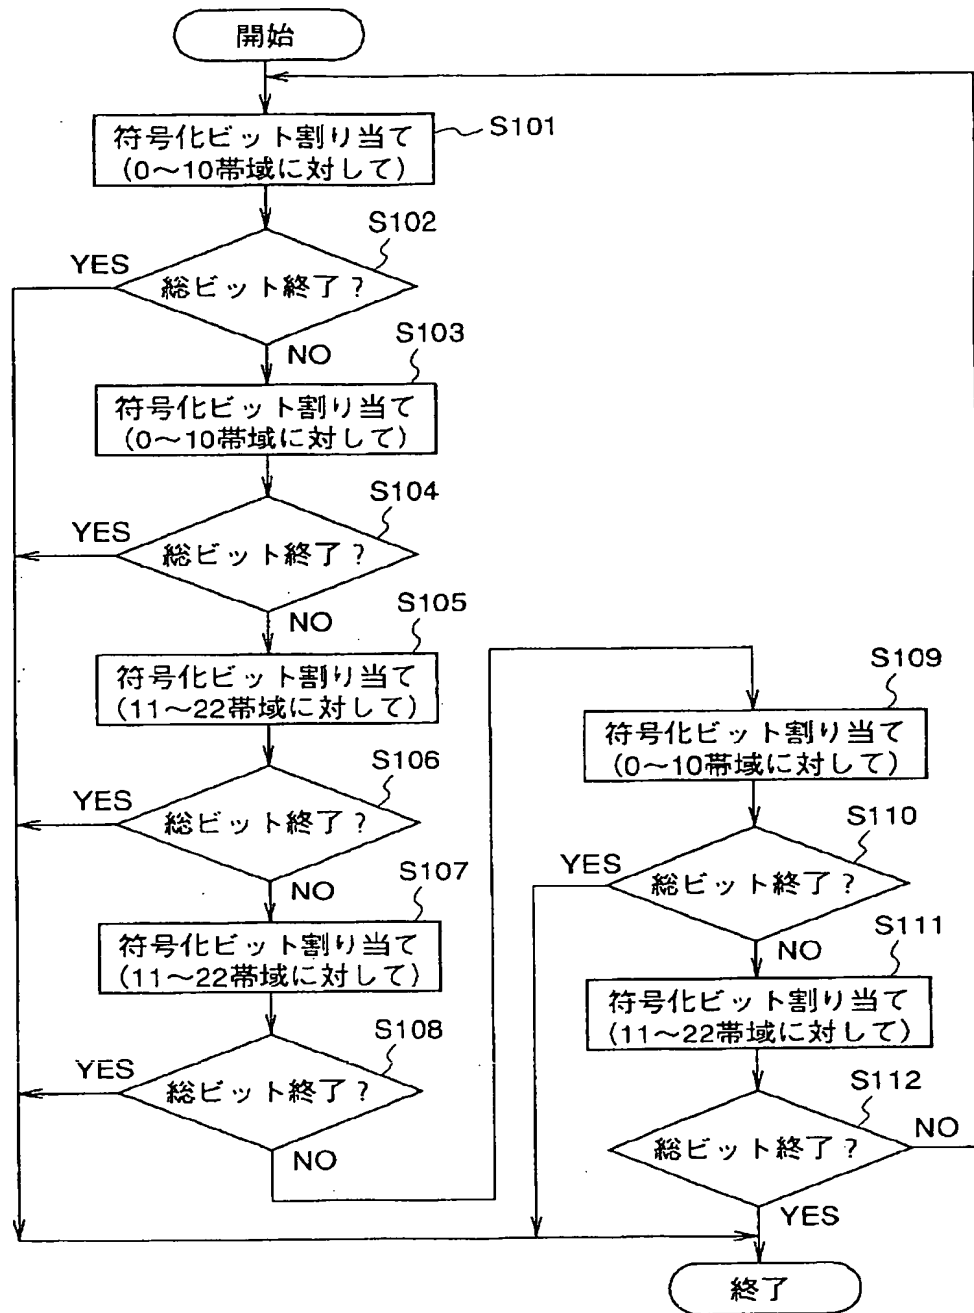 開始
符号化ビット割り当て
(0～10帯域に対して)
S101
S102
YES
総ビット終了？
NO
S103
符号化ビット割り当て
(0～10帯域に対して)
S104
YES
総ビット終了？
NO
S105
符号化ビット割り当て
(11～22帯域に対して)
S106
YES
総ビット終了？
NO
S107
符号化ビット割り当て
(11～22帯域に対して)
S108
YES
総ビット終了？
NO
S109
符号化ビット割り当て
(0～10帯域に対して)
S110
YES
総ビット終了？
NO
S111
符号化ビット割り当て
(11～22帯域に対して)
S112
総ビット終了？
NO
YES
終了